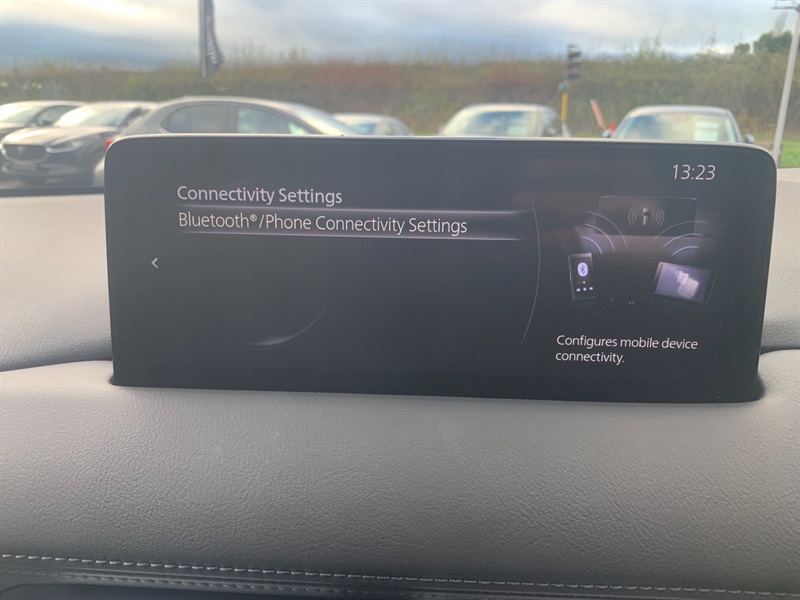 13:23
Connectivity Settings
Bluetooth®/Phone Connectivity Settings
Configures mobile device
connectivity.